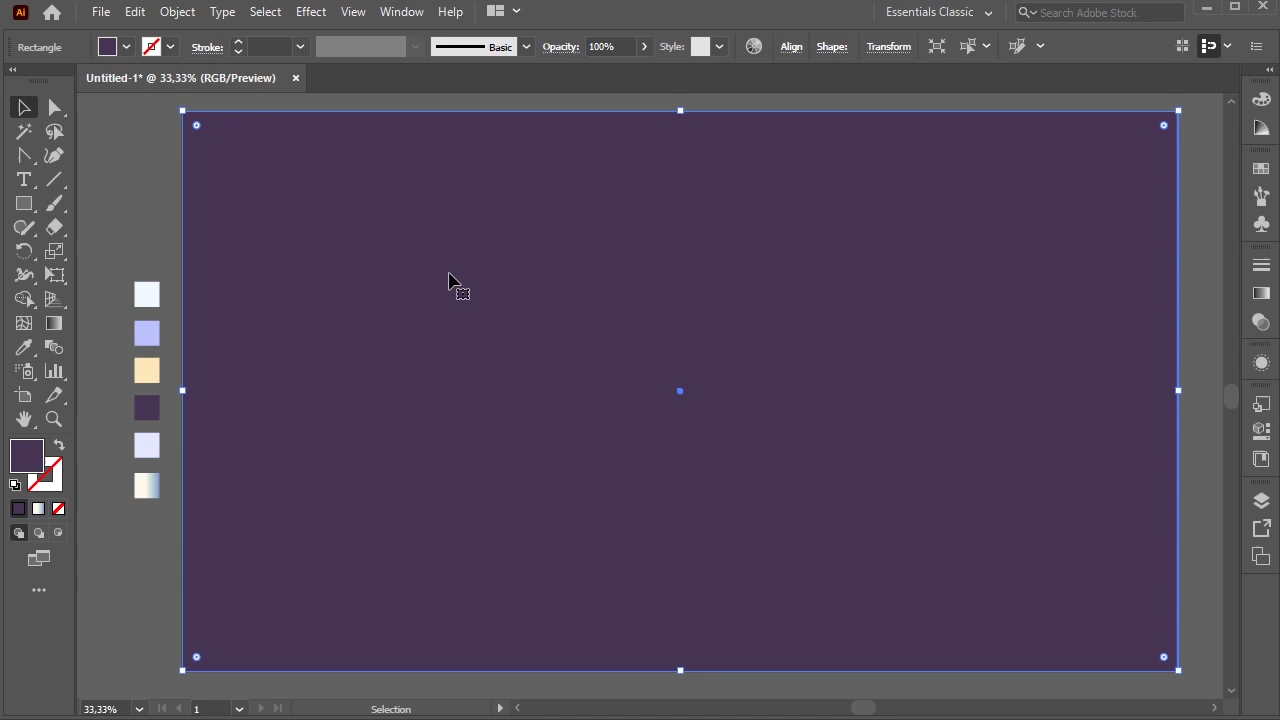 Ai File Edit Object Type Select Effect View Window Help Essentials Classic Search Adobe Stock
Rectangle Stroke: Basic Opacity: 100% Style: Align Shape: Transform
Untitled-1* @ 33,33% (RGB/Preview) ×
T
33,33% 1 Selection